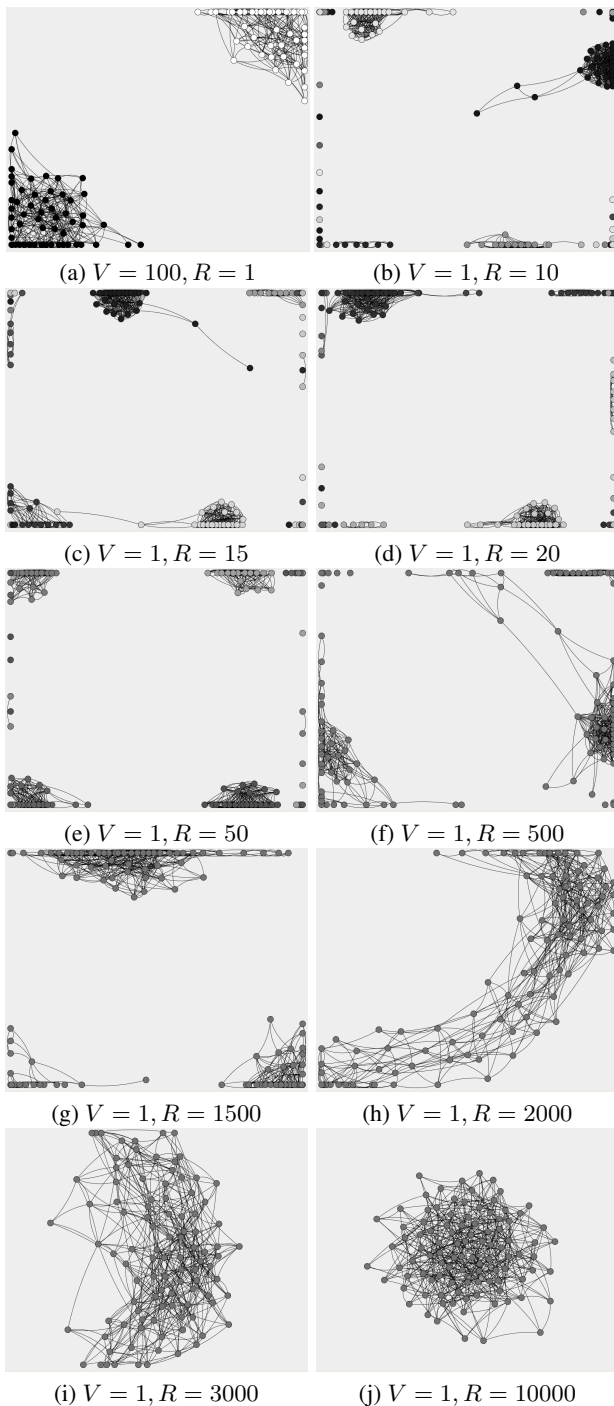 (a) V = 100, R = 1
(b) V = 1, R = 10
(c) V = 1, R = 15
(d) V = 1, R = 20
(e) V = 1, R = 50
(f) V = 1, R = 500
(g) V = 1, R = 1500
(h) V = 1, R = 2000
(i) V = 1, R = 3000
(j) V = 1, R = 10000